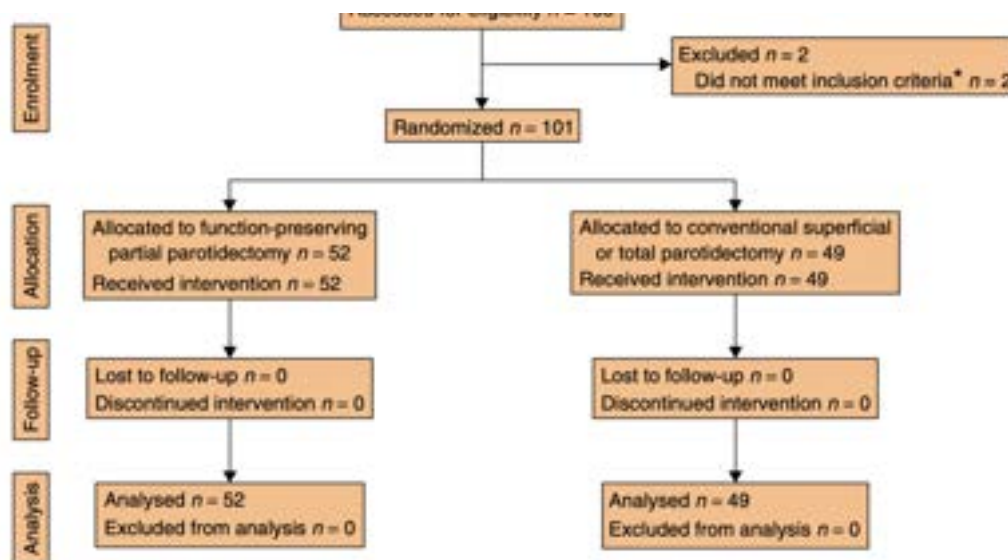 Enrolment
Excluded n = 2
Did not meet inclusion criteria* n = 2
Randomized n = 101
Allocation
Allocated to function-preserving
partial parotidectomy n = 52
Received intervention n = 52
Allocated to conventional superficial
or total parotidectomy n = 49
Received intervention n = 49
Follow-up
Lost to follow-up n = 0
Discontinued intervention n = 0
Lost to follow-up n = 0
Discontinued intervention n = 0
Analysis
Analysed n = 52
Excluded from analysis n = 0
Analysed n = 49
Excluded from analysis n = 0